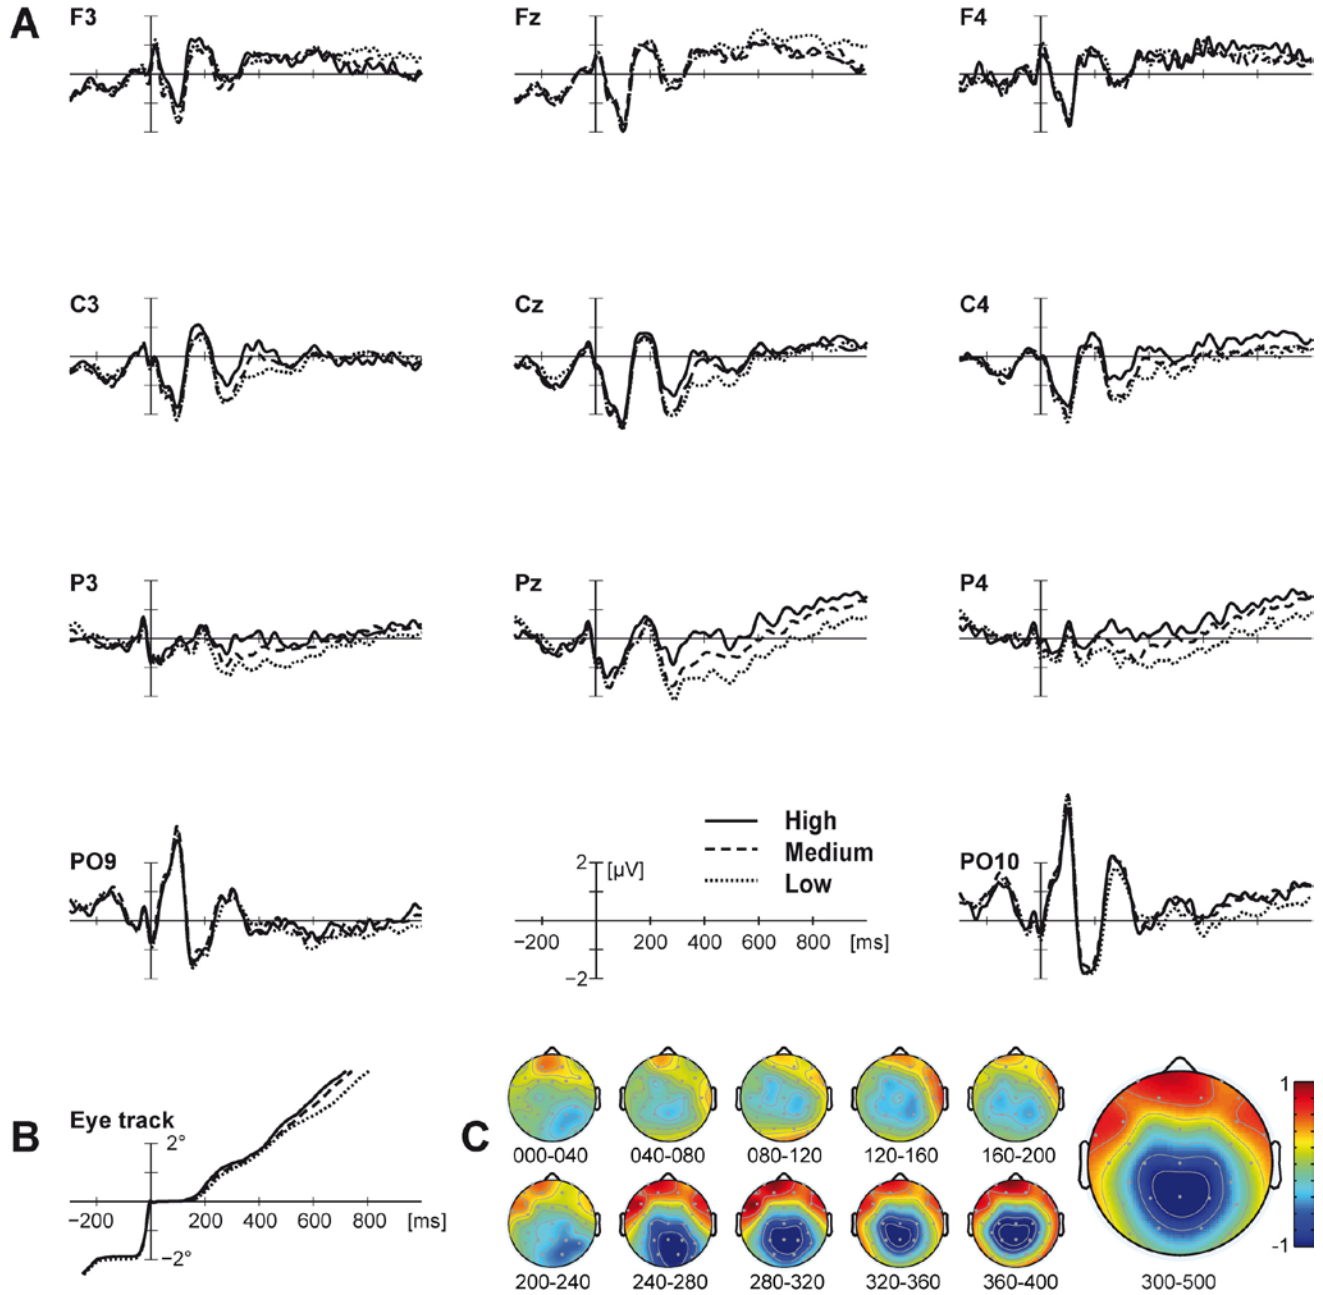 A
F3
Fz
F4
C3
Cz
C4
P3
Pz
P4
PO9
2
[µV]
−200
200
400
600
800
[ms]
−2
High
Medium
Low
PO10
B
Eye track
2°
−200
200
400
600
800
[ms]
−2°
C
000-040
040-080
080-120
120-160
160-200
200-240
240-280
280-320
320-360
360-400
300-500
1
-1